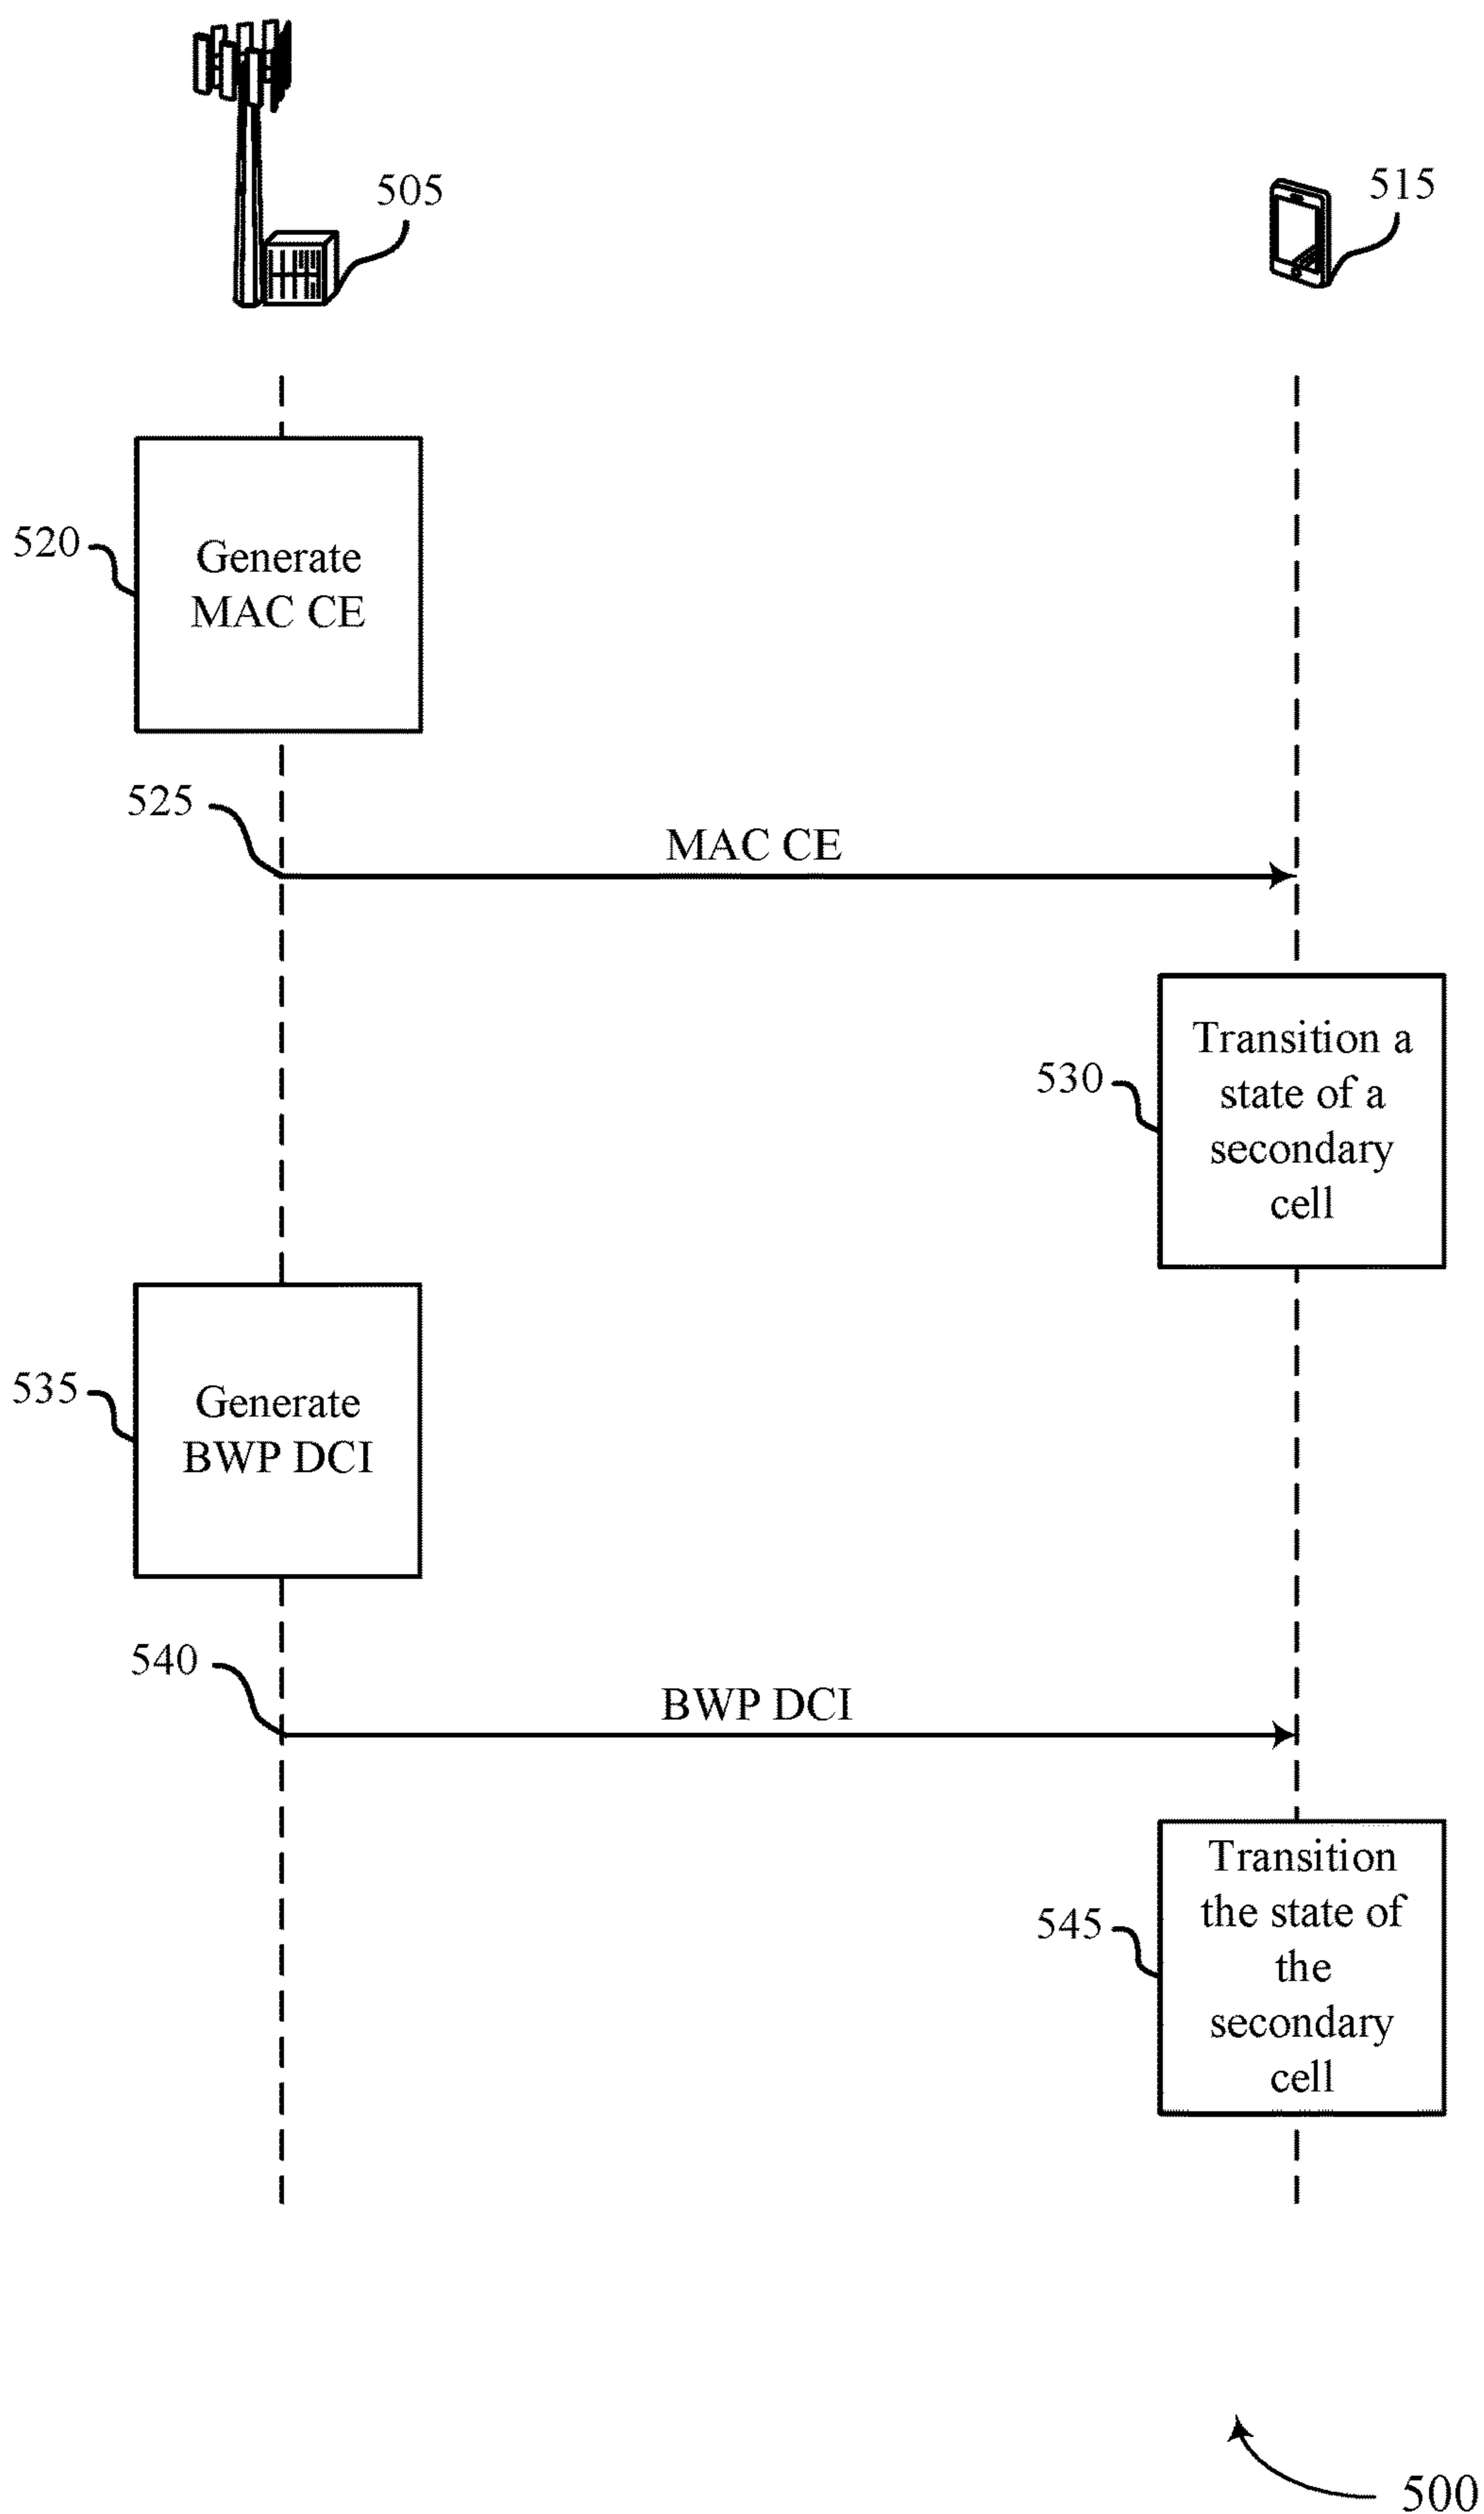 505
515
520
Generate
MAC CE
525
MAC CE
530
Transition a
state of a
secondary
cell
535
Generate
BWP DCI
540
BWP DCI
545
Transition
the state of
the
secondary
cell
500